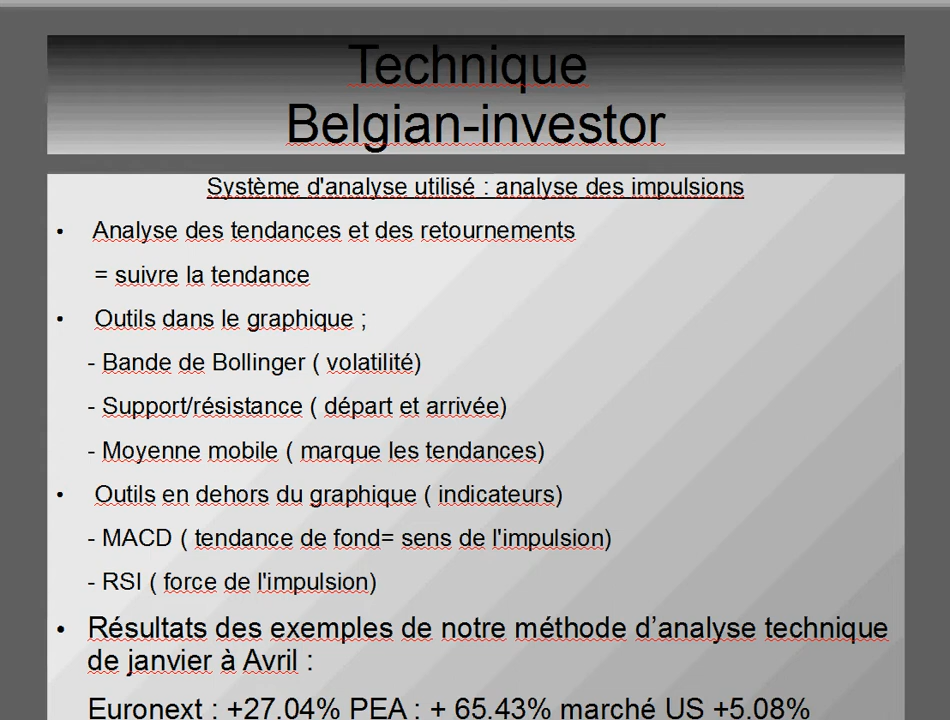 Technique
Belgian-investor
Système d'analyse utilisé : analyse des impulsions
• Analyse des tendances et des retournements
= suivre la tendance
• Outils dans le graphique ;
- Bande de Bollinger ( volatilité)
- Support/résistance ( départ et arrivée)
- Moyenne mobile ( marque les tendances)
• Outils en dehors du graphique ( indicateurs)
- MACD ( tendance de fond= sens de l'impulsion)
- RSI ( force de l'impulsion)
• Résultats des exemples de notre méthode d’analyse technique
de janvier à Avril :
Euronext : +27.04% PEA : + 65.43% marché US +5.08%